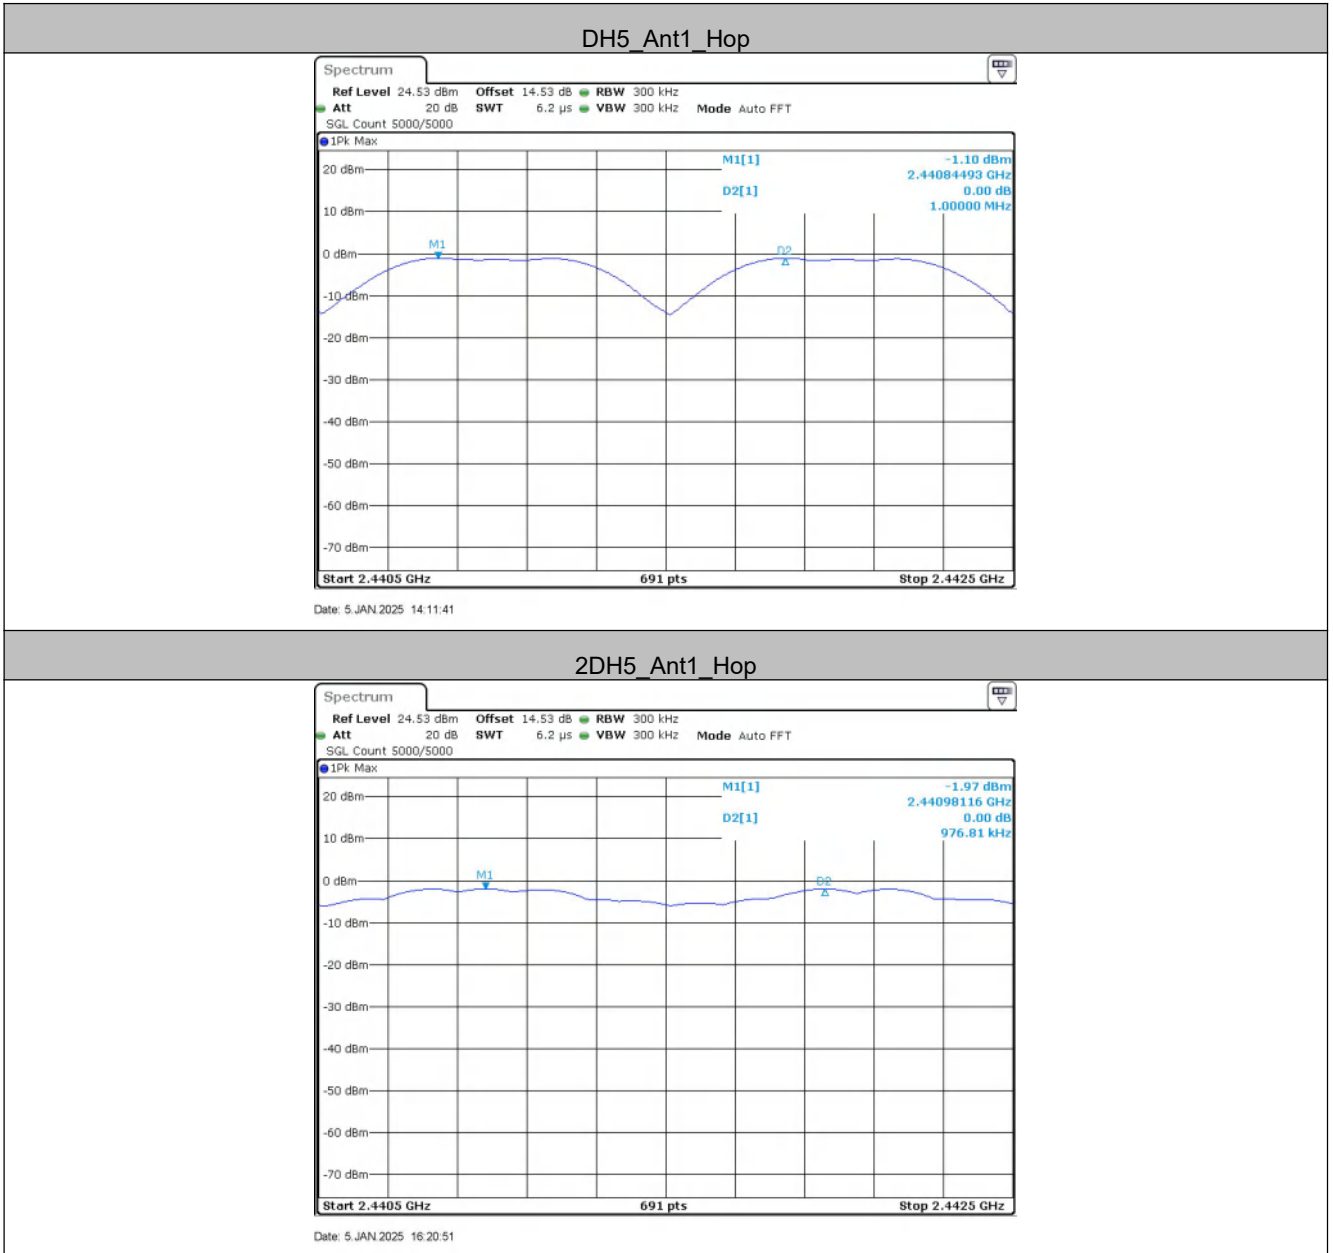 DH5_Ant1_Hop
Spectrum
Ref Level 24.53 dBm Offset 14.53 dB RBW 300 kHz
Att 20 dB SWT 6.2 µs VBW 300 kHz Mode Auto FFT
SGL Count 5000/5000
1Pk Max
M1[1] -1.10 dBm
2.44084493 GHz
D2[1] 0.00 dB
1.00000 MHz
20 dBm
10 dBm
M1
D2
0 dBm
-10 dBm
-20 dBm
-30 dBm
-40 dBm
-50 dBm
-60 dBm
-70 dBm
Start 2.4405 GHz 691 pts Stop 2.4425 GHz
Date: 5.JAN.2025 14:11:41
2DH5_Ant1_Hop
Spectrum
Ref Level 24.53 dBm Offset 14.53 dB RBW 300 kHz
Att 20 dB SWT 6.2 µs VBW 300 kHz Mode Auto FFT
SGL Count 5000/5000
1Pk Max
M1[1] -1.97 dBm
2.44098116 GHz
D2[1] 0.00 dB
976.81 kHz
20 dBm
10 dBm
M1
D2
0 dBm
-10 dBm
-20 dBm
-30 dBm
-40 dBm
-50 dBm
-60 dBm
-70 dBm
Start 2.4405 GHz 691 pts Stop 2.4425 GHz
Date: 5.JAN.2025 16:20:51